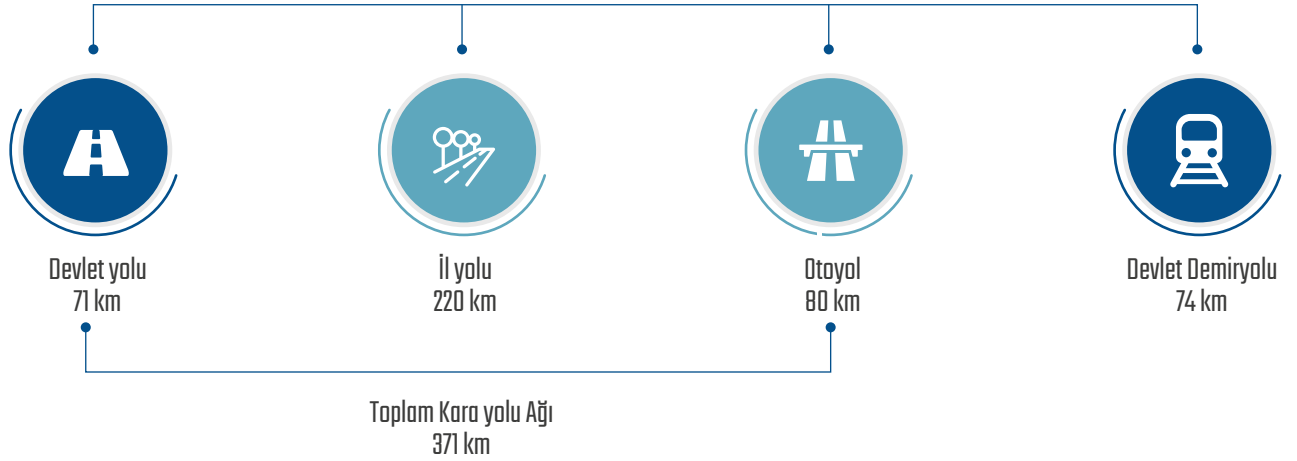 Devlet yolu
71 km
İl yolu
220 km
Otoyol
80 km
Devlet Demiryolu
74 km
Toplam Kara yolu Ağı
371 km